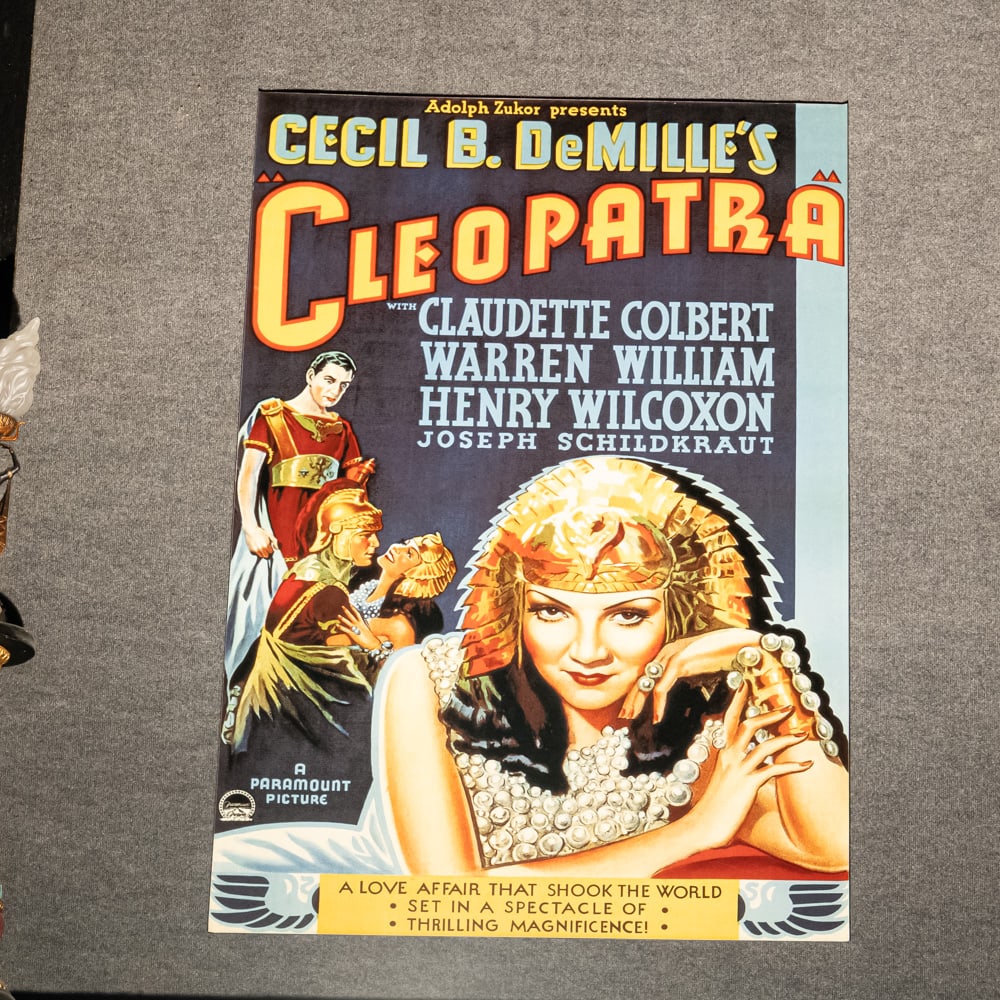 Adolph Zukor presents
CECIL B. DeMILLE'S
"CLEOPATRA"
WITH CLAUDETTE COLBERT
WARREN WILLIAM
HENRY WILCOXON
JOSEPH SCHILDKRAUT
A
PARAMOUNT
PICTURE
Paramount
A LOVE AFFAIR THAT SHOOK THE WORLD
• SET IN A SPECTACLE OF •
• THRILLING MAGNIFICENCE! •